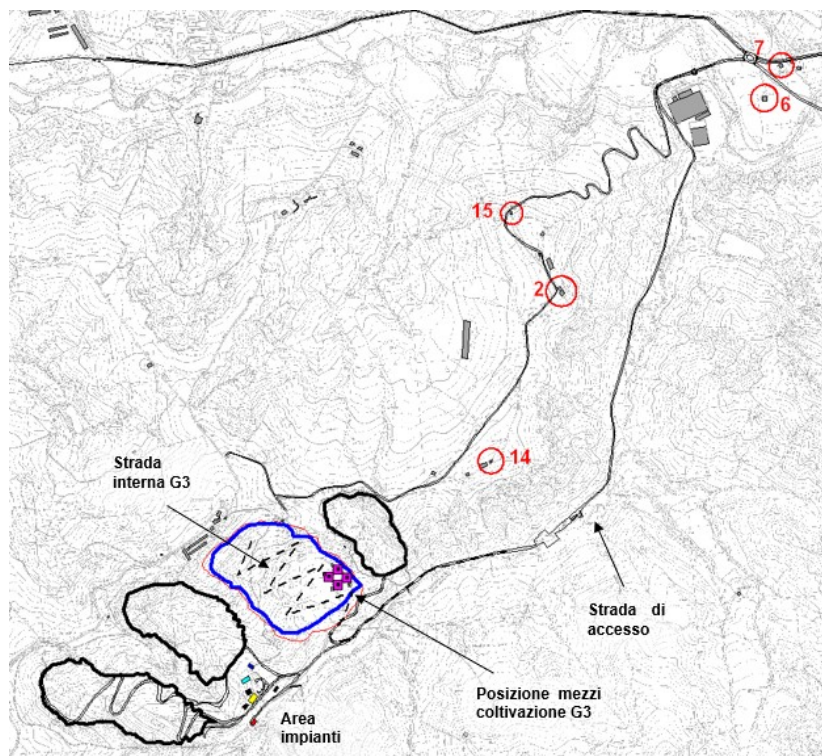 7
6
15
2
14
Strada
interna G3
Strada di
accesso
Posizione mezzi
coltivazione G3
Area
impianti